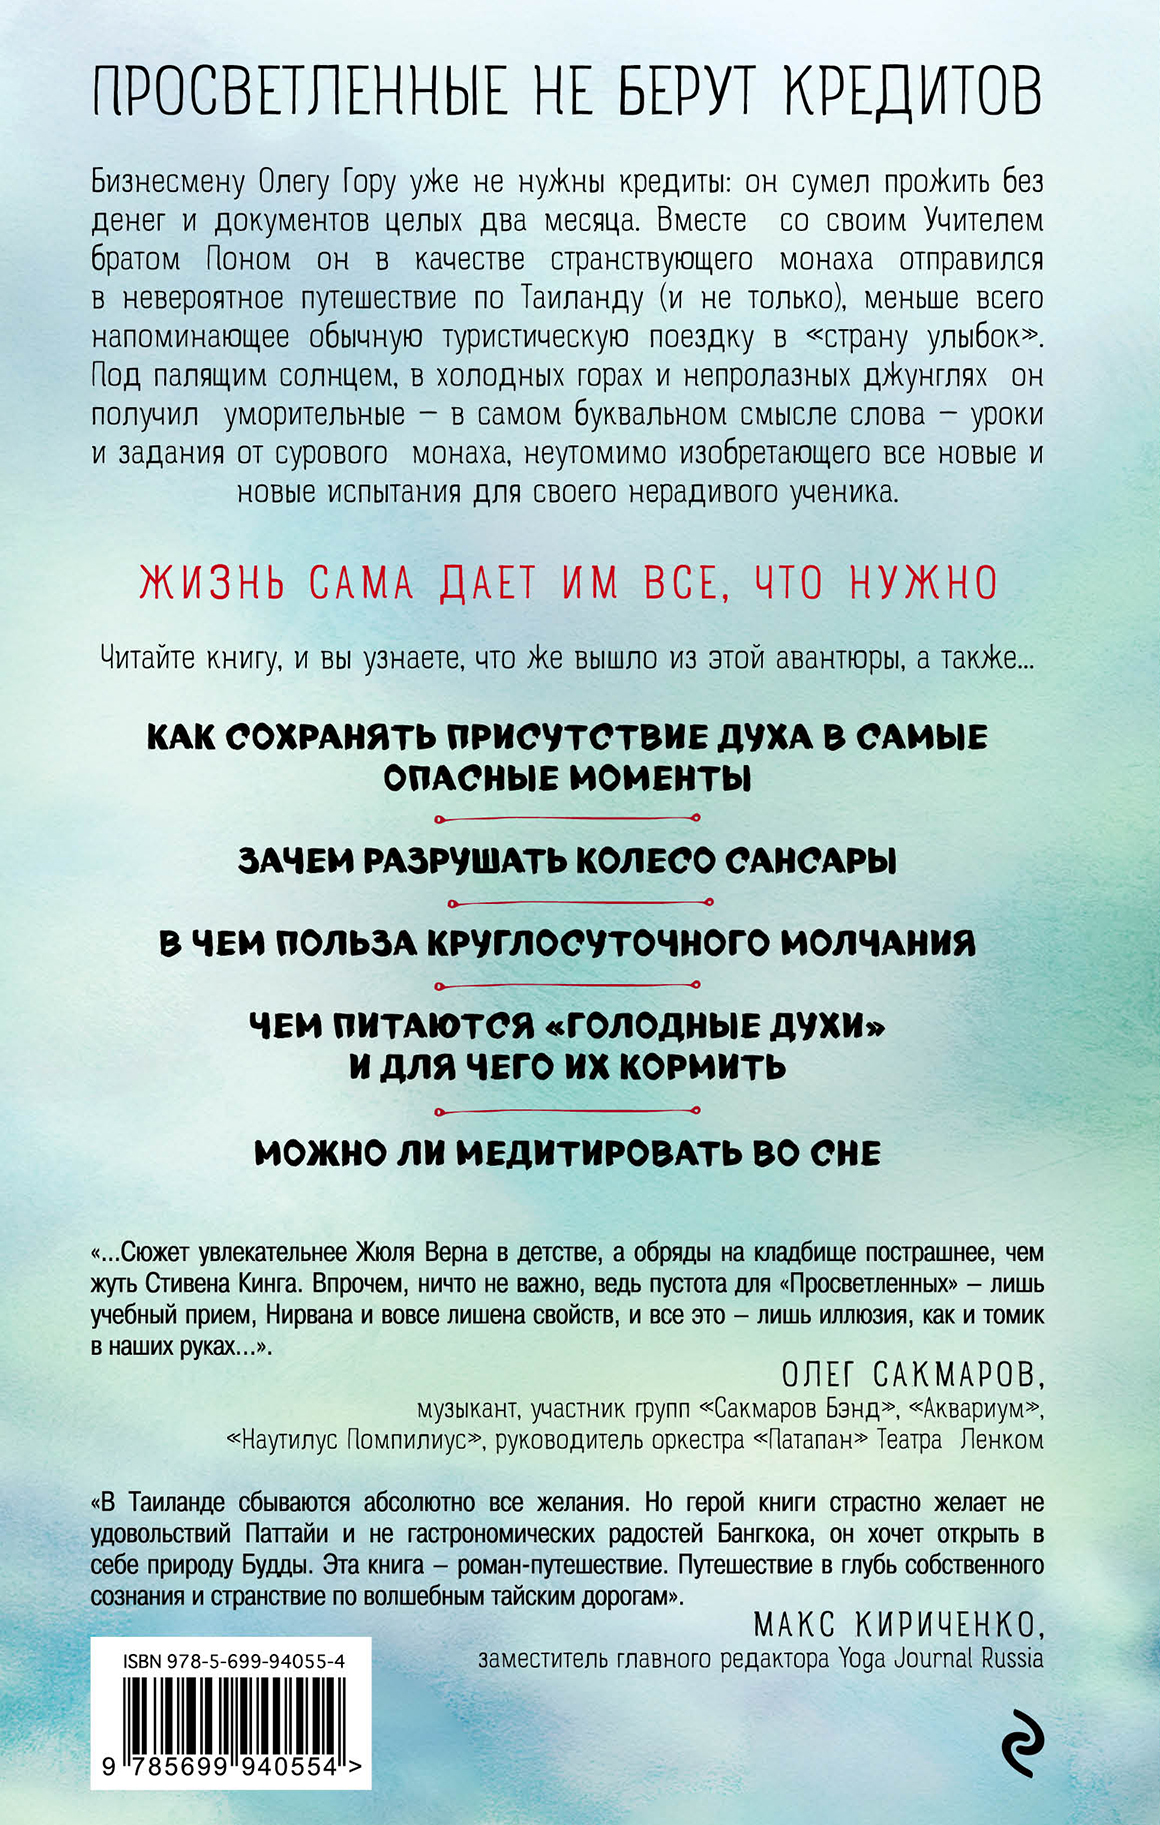 ПРОСВЕТЛЕННЫЕ НЕ БЕРУТ КРЕДИТОВ
Бизнесмену Олегу Гору уже не нужны кредиты: он сумел прожить без
денег и документов целых два месяца. Вместе со своим Учителем
братом Поном он в качестве странствующего монаха отправился
в невероятное путешествие по Таиланду (и не только), меньше всего
напоминающее обычную туристическую поездку в «страну улыбок».
Под палящим солнцем, в холодных горах и непролазных джунглях он
получил уморительные – в самом буквальном смысле слова – уроки
и задания от сурового монаха, неутомимо изобретающего все новые и
новые испытания для своего нерадивого ученика.
ЖИЗНЬ САМА ДАЕТ ИМ ВСЕ, ЧТО НУЖНО
Читайте книгу, и вы узнаете, что же вышло из этой авантюры, а также...
КАК СОХРАНЯТЬ ПРИСУТСТВИЕ ДУХА В САМЫЕ
ОПАСНЫЕ МОМЕНТЫ
ЗАЧЕМ РАЗРУШАТЬ КОЛЕСО САНСАРЫ
В ЧЕМ ПОЛЬЗА КРУГЛОСУТОЧНОГО МОЛЧАНИЯ
ЧЕМ ПИТАЮТСЯ «ГОЛОДНЫЕ ДУХИ»
И ДЛЯ ЧЕГО ИХ КОРМИТЬ
МОЖНО ЛИ МЕДИТИРОВАТЬ ВО СНЕ
«...Сюжет увлекательнее Жюля Верна в детстве, а обряды на кладбище пострашнее, чем
жуть Стивена Кинга. Впрочем, ничто не важно, ведь пустота для «Просветленных» – лишь
учебный прием, Нирвана и вовсе лишена свойств, и все это – лишь иллюзия, как и томик
в наших руках...».
ОЛЕГ САКМАРОВ,
музыкант, участник групп «Сакмаров Бэнд», «Аквариум»,
«Наутилус Помпилиус», руководитель оркестра «Патапан» Театра Ленком
«В Таиланде сбываются абсолютно все желания. Но герой книги страстно желает не
удовольствий Паттайи и не гастрономических радостей Бангкока, он хочет открыть в
себе природу Будды. Эта книга – роман-путешествие. Путешествие в глубь собственного
сознания и странствие по волшебным тайским дорогам».
МАКС КИРИЧЕНКО,
заместитель главного редактора Yoga Journal Russia
ISBN 978-5-699-94055-4
9 785699 940554 >